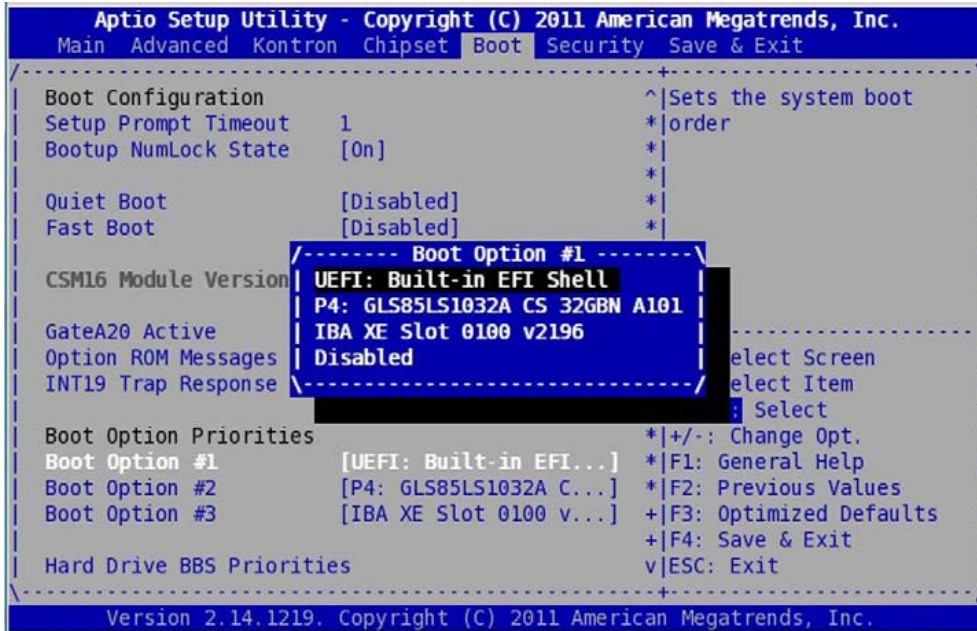 Aptio Setup Utility - Copyright (C) 2011 American Megatrends, Inc.
Main Advanced Kontron Chipset Boot Security Save & Exit
Boot Configuration
Setup Prompt Timeout 1
Bootup NumLock State [On]
Quiet Boot [Disabled]
Fast Boot [Disabled]
CSM16 Module Version
GateA20 Active
Option ROM Messages
INT19 Trap Response
Boot Option Priorities
Boot Option #1 [UEFI: Built-in EFI...]
Boot Option #2 [P4: GLS85LS1032A C...]
Boot Option #3 [IBA XE Slot 0100 v...]
Hard Drive BBS Priorities
Boot Option #1
UEFI: Built-in EFI Shell
P4: GLS85LS1032A CS 32GBN A101
IBA XE Slot 0100 v2196
Disabled
Sets the system boot
order
elect Screen
elect Item
: Select
+/-: Change Opt.
F1: General Help
F2: Previous Values
F3: Optimized Defaults
F4: Save & Exit
ESC: Exit
Version 2.14.1219. Copyright (C) 2011 American Megatrends, Inc.